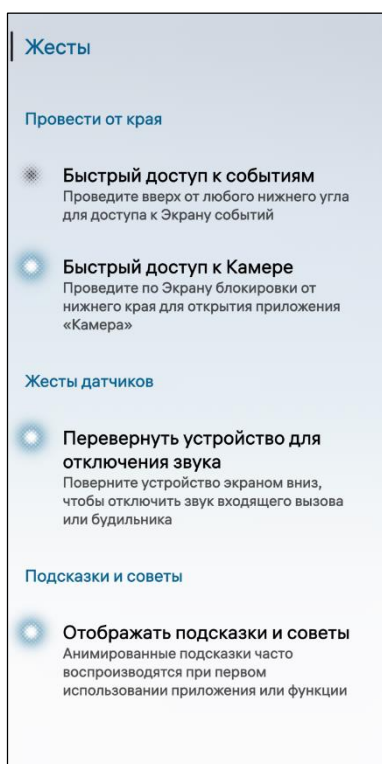 Жесты
Провести от края
Быстрый доступ к событиям
Проведите вверх от любого нижнего угла
для доступа к Экрану событий
Быстрый доступ к Камере
Проведите по Экрану блокировки от
нижнего края для открытия приложения
«Камера»
Жесты датчиков
Перевернуть устройство для
отключения звука
Поверните устройство экраном вниз,
чтобы отключить звук входящего вызова
или будильника
Подсказки и советы
Отображать подсказки и советы
Анимированные подсказки часто
воспроизводятся при первом
использовании приложения или функции